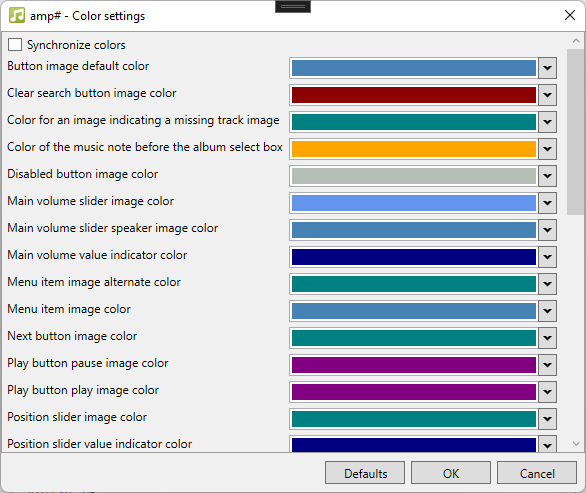 amp# - Color settings
Synchronize colors
Button image default color
Clear search button image color
Color for an image indicating a missing track image
Color of the music note before the album select box
Disabled button image color
Main volume slider image color
Main volume slider speaker image color
Main volume value indicator color
Menu item image alternate color
Menu item image color
Next button image color
Play button pause image color
Play button play image color
Position slider image color
Position slider value indicator color
Defaults OK Cancel